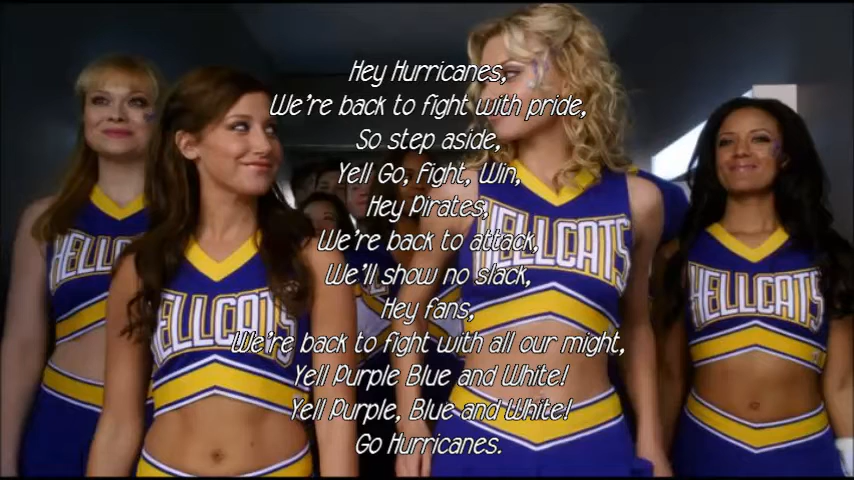 Hey Hurricanes,
We're back to fight with pride,
So step aside,
Yell Go, fight, Win,
Hey Pirates,
We're back to attack,
We'll show no slack,
Hey fans,
We're back to fight with all our might,
Yell Purple Blue and White!
Yell Purple, Blue and White!
Go Hurricanes.
HELLCATS
HELLCATS
HELLCATS
HELLCATS